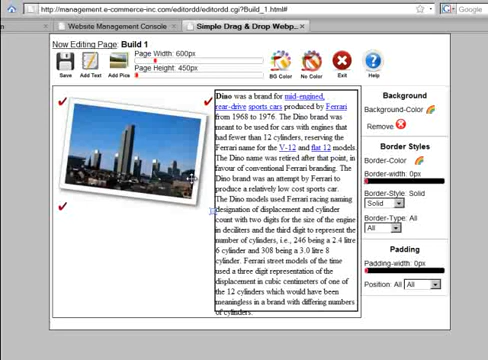 http://management.e-commerce-inc.com/editordd/editordd.cgi?Build_1.html#
Google
Website Management Console
Simple Drag & Drop Webp...
Now Editing Page: Build 1
Page Width: 600px
Page Height: 450px
Save
Add Text
Add Pics
BG Color
No Color
Exit
Help
Dino was a brand for mid-engined,
rear-drive sports cars produced by Ferrari
from 1968 to 1976. The Dino brand was
meant to be used for cars with engines that
had fewer than 12 cylinders, reserving the
Ferrari name for the V-12 and flat 12 models.
The Dino name was retired after that point, in
favour of conventional Ferrari branding. The
Dino brand was an attempt by Ferrari to
produce a relatively low cost sports car.
The Dino models used Ferrari racing naming
designation of displacement and cylinder
count with two digits for the size of the engine
in deciliters and the third digit to represent the
number of cylinders, i.e., 246 being a 2.4 litre
6 cylinder and 308 being a 3.0 litre 8
cylinder. Ferrari street models of the time
used a three digit representation of the
displacement in cubic centimeters of one of
the 12 cylinders which would have been
meaningless in a brand with differing numbers
of cylinders.
Background
Background-Color
Remove
Border Styles
Border-Color
Border-width: 0px
Border-Style: Solid
Solid
Border-Type: All
All
Padding
Padding-width: 0px
Position: All
All